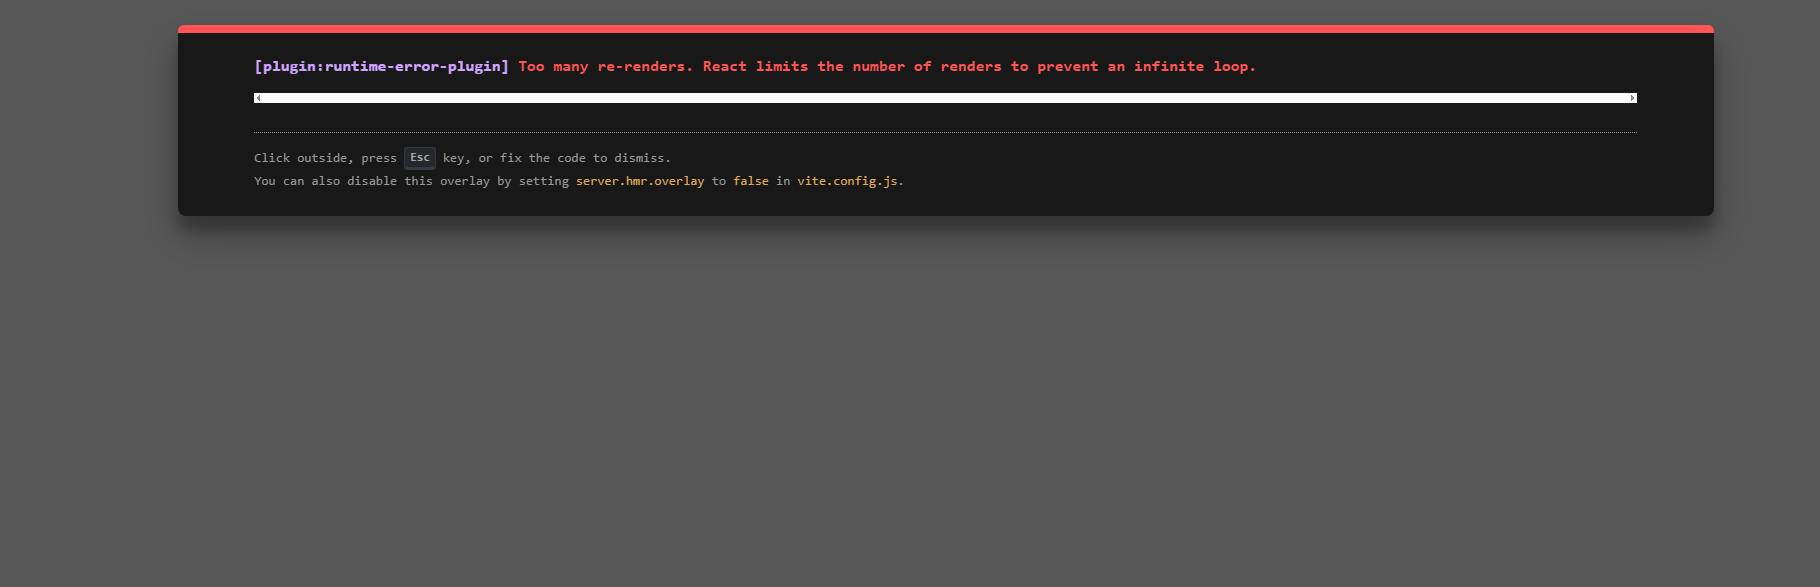 [plugin:runtime-error-plugin] Too many re-renders. React limits the number of renders to prevent an infinite loop.
Click outside, press Esc key, or fix the code to dismiss.
You can also disable this overlay by setting server.hmr.overlay to false in vite.config.js.